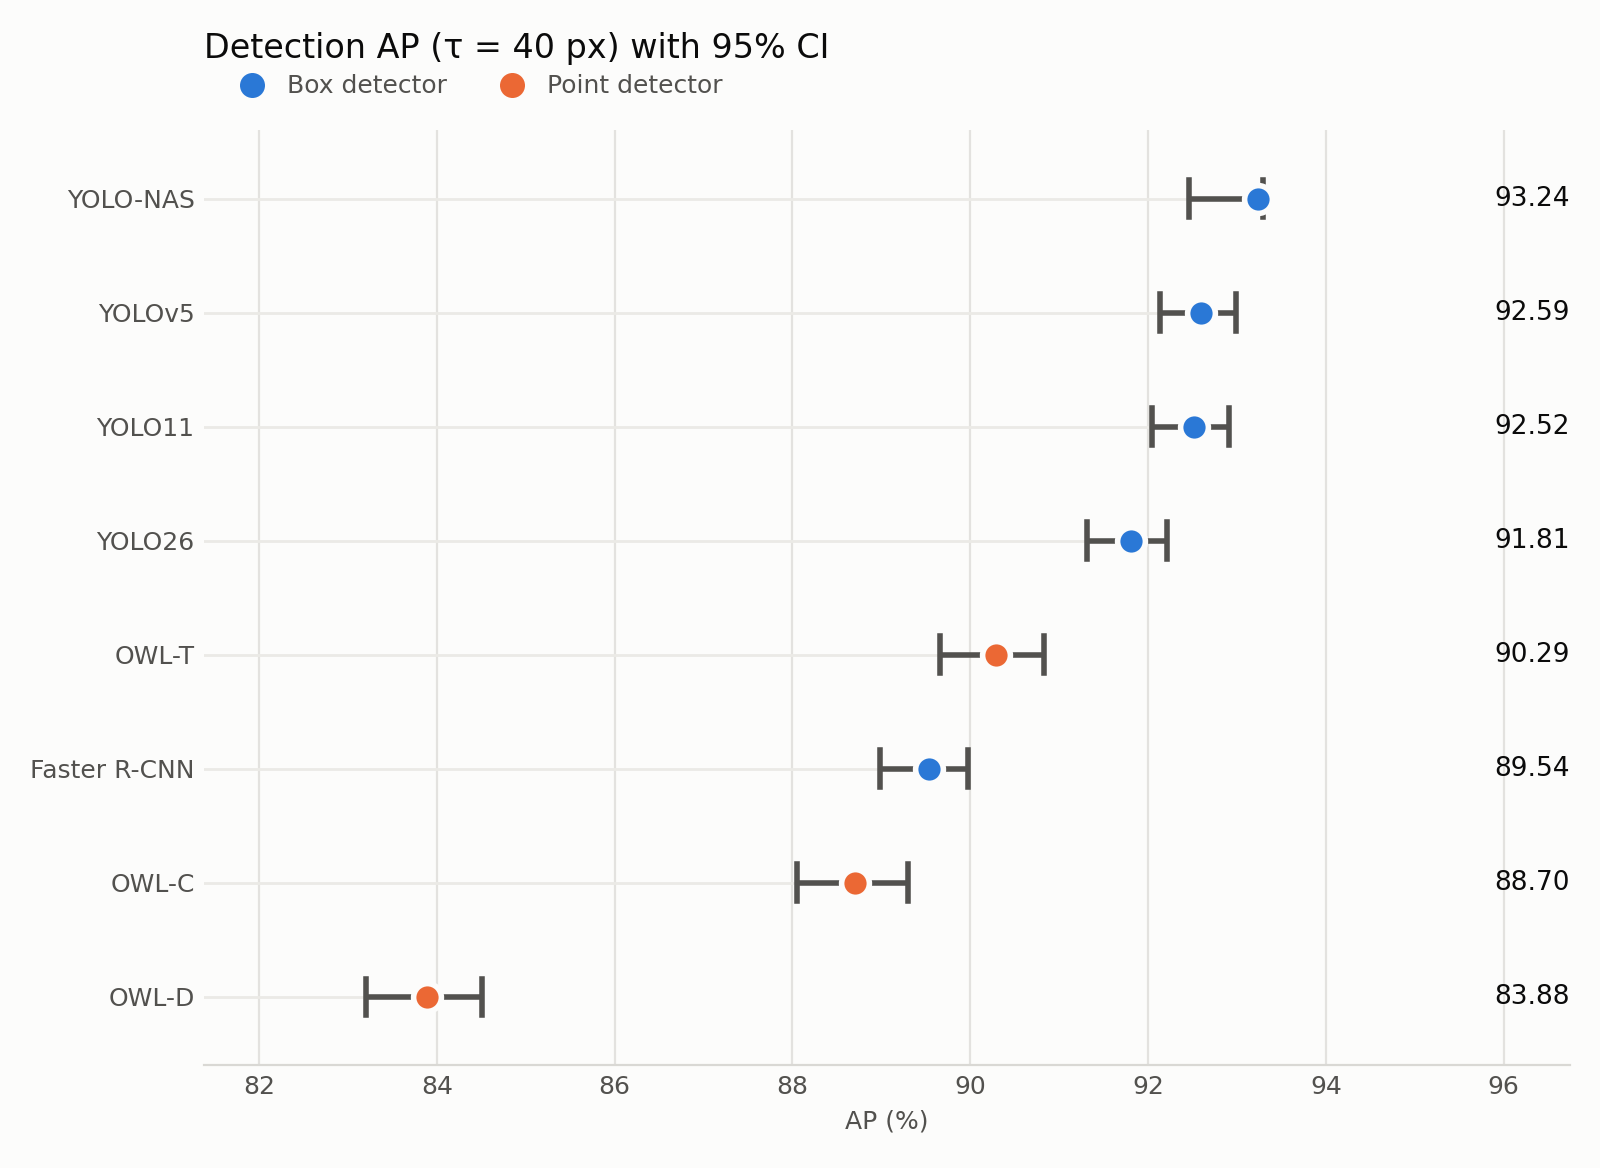 Detection AP (τ = 40 px) with 95% CI
Box detector Point detector
YOLO-NAS 93.24
YOLOv5 92.59
YOLO11 92.52
YOLO26 91.81
OWL-T 90.29
Faster R-CNN 89.54
OWL-C 88.70
OWL-D 83.88
82 84 86 88 90 92 94 96
AP (%)